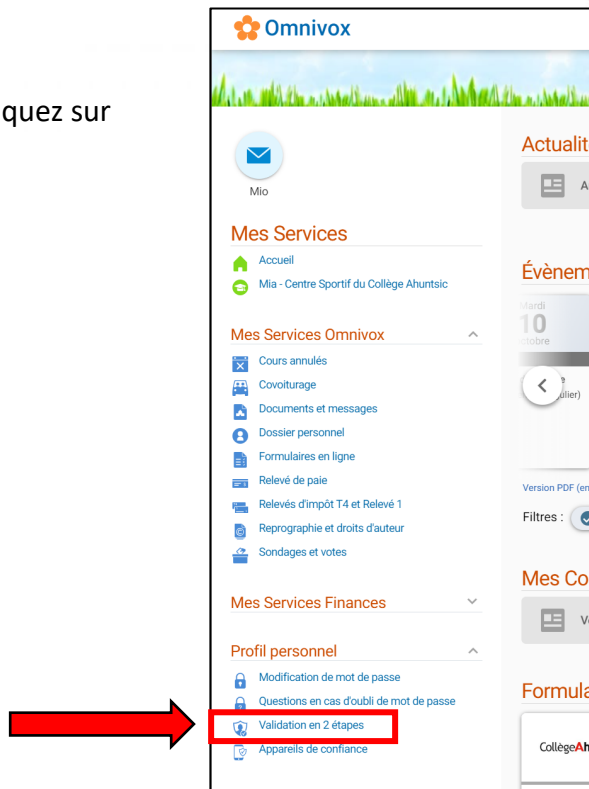 quez sur
Omnivox
Mio
Mes Services
Accueil
Mia - Centre Sportif du Collège Ahuntsic
Mes Services Omnivox
Cours annulés
Covoiturage
Documents et messages
Dossier personnel
Formulaires en ligne
Relevé de paie
Relevés d'impôt T4 et Relevé 1
Reprographie et droits d'auteur
Sondages et votes
Mes Services Finances
Profil personnel
Modification de mot de passe
Questions en cas d'oubli de mot de passe
Validation en 2 étapes
Appareils de confiance
Actualit
A
Évènem
Mardi
10
octobre
ulier)
Version PDF (en
Filtres :
Mes Co
Formula
CollègeAh